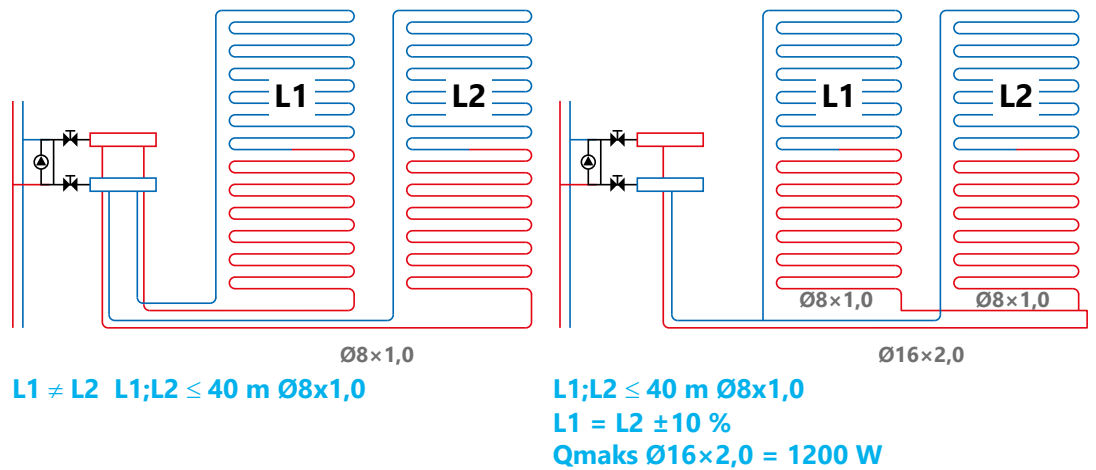 L1
L2
Ø8×1,0
L1 ≠ L2 L1;L2 ≤ 40 m Ø8x1,0
L1
L2
Ø8×1,0
Ø8×1,0
Ø16×2,0
L1;L2 ≤ 40 m Ø8x1,0
L1 = L2 ±10 %
Qmaks Ø16×2,0 = 1200 W